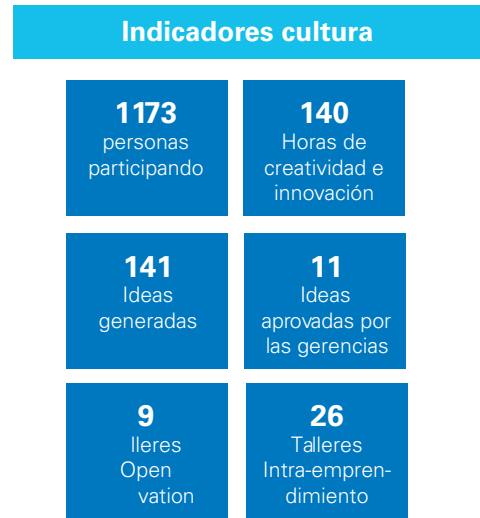 Indicadores cultura
1173
personas
participando
140
Horas de
creatividad e
innovación
141
Ideas
generadas
11
Ideas
aprovadas por
las gerencias
9
lleres
Open
vation
26
Talleres
Intra-empren-
dimiento